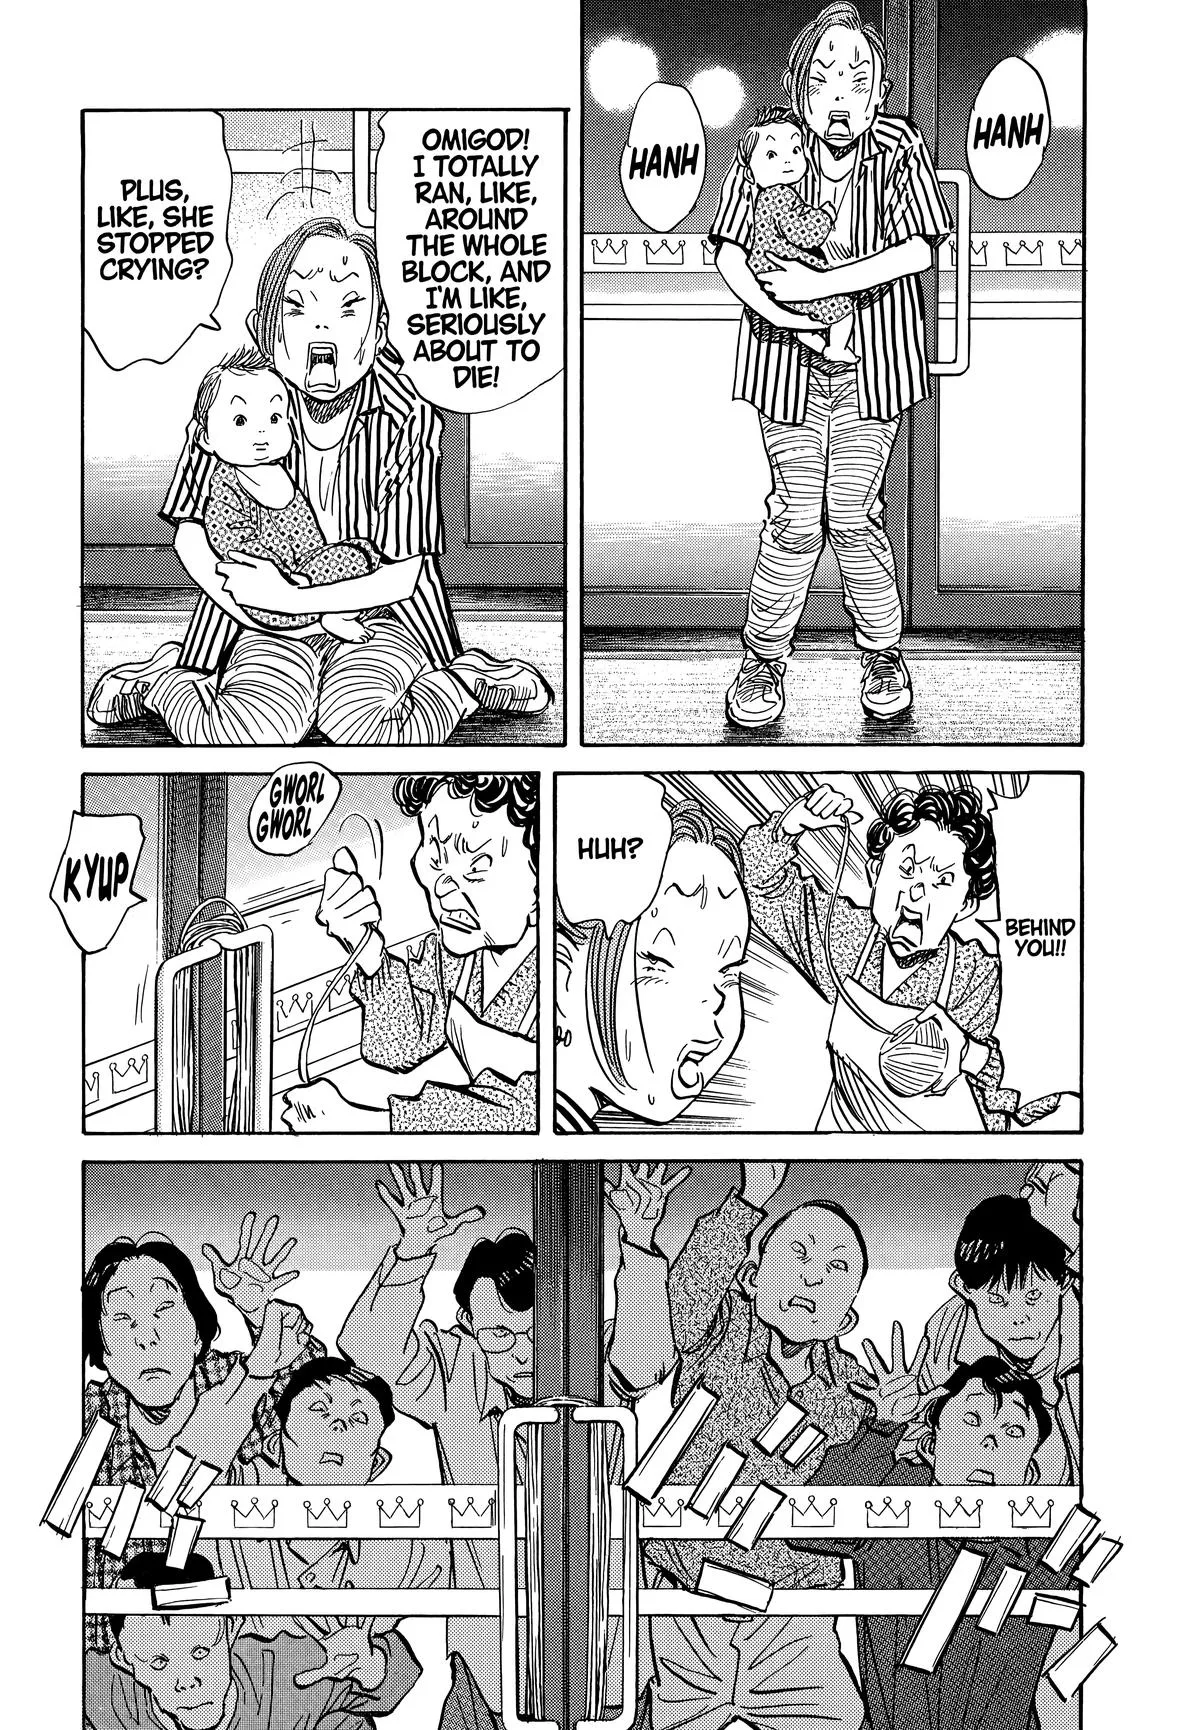 HANH
HANH
OMIGOD!
I TOTALLY
RAN, LIKE,
AROUND
THE WHOLE
BLOCK, AND
I'M LIKE,
SERIOUSLY
ABOUT TO
DIE!
PLUS,
LIKE, SHE
STOPPED
CRYING?
BEHIND
YOU!!
HUH?
GWORL
GWORL
KYUP